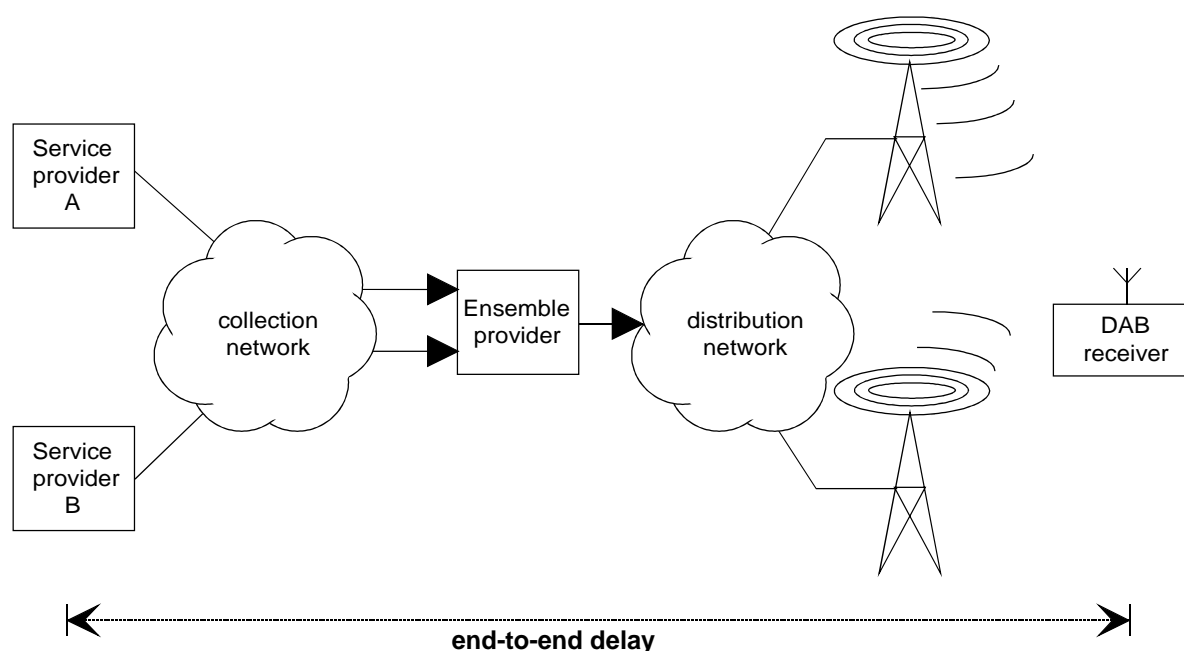 Service
provider
A
collection
network
Ensemble
provider
distribution
network
DAB
receiver
Service
provider
B
end-to-end delay